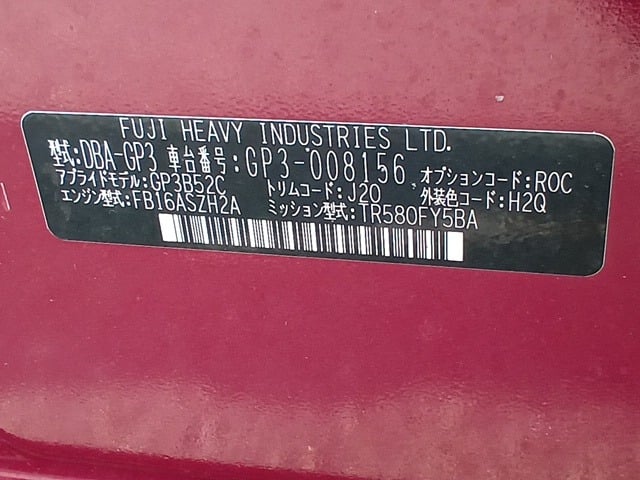 FUJI HEAVY INDUSTRIES LTD.
型式:DBA-GP3 車台番号:GP3-008156 オプションコード:ROC
アプライドモデル:GP3B52C トリムコード:J20 外装色コード:H2Q
エンジン型式:FB16ASZH2A ミッション型式:TR580FY5BA